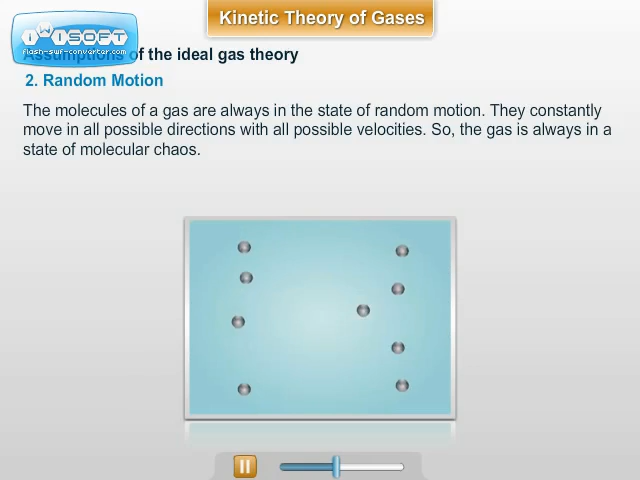 Kinetic Theory of Gases
iWiSOFT
flash-swf-converter.com
Assumptions of the ideal gas theory
2. Random Motion
The molecules of a gas are always in the state of random motion. They constantly
move in all possible directions with all possible velocities. So, the gas is always in a
state of molecular chaos.